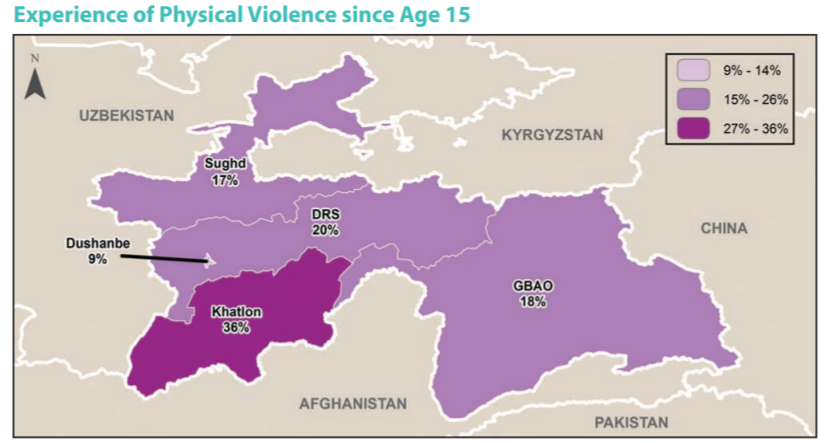 Experience of Physical Violence since Age 15
N
9% - 14%
15% - 26%
27% - 36%
UZBEKISTAN
KYRGYZSTAN
Sughd
17%
DRS
20%
CHINA
Dushanbe
9%
GBAO
18%
Khatlon
36%
AFGHANISTAN
PAKISTAN